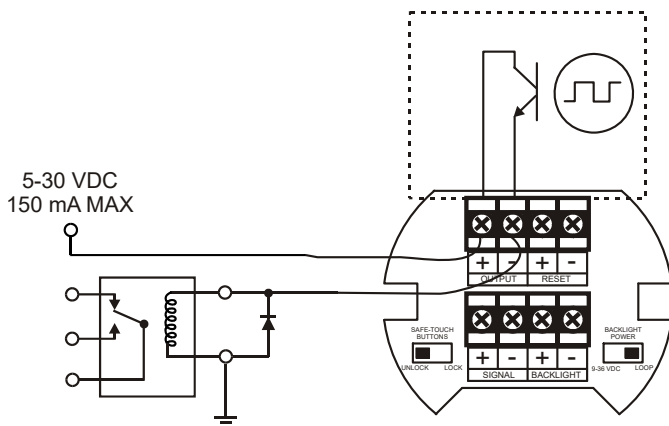 5-30 VDC
150 mA MAX
+ - + -
OUTPUT RESET
SAFE-TOUCH
BUTTONS
UNLOCK LOCK
+ - + -
SIGNAL BACKLIGHT
BACKLIGHT
POWER
9-36 VDC LOOP